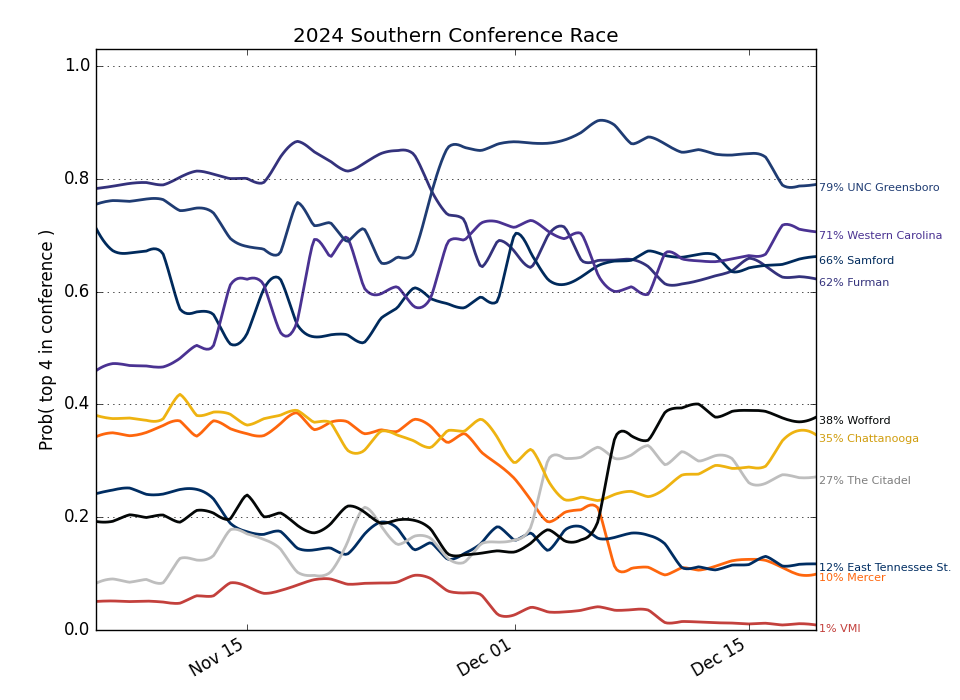 2024 Southern Conference Race
Prob( top 4 in conference )
1.0
0.8
0.6
0.4
0.2
0.0
Nov 15
Dec 01
Dec 15
79% UNC Greensboro
71% Western Carolina
66% Samford
62% Furman
38% Wofford
35% Chattanooga
27% The Citadel
12% East Tennessee St.
10% Mercer
1% VMI